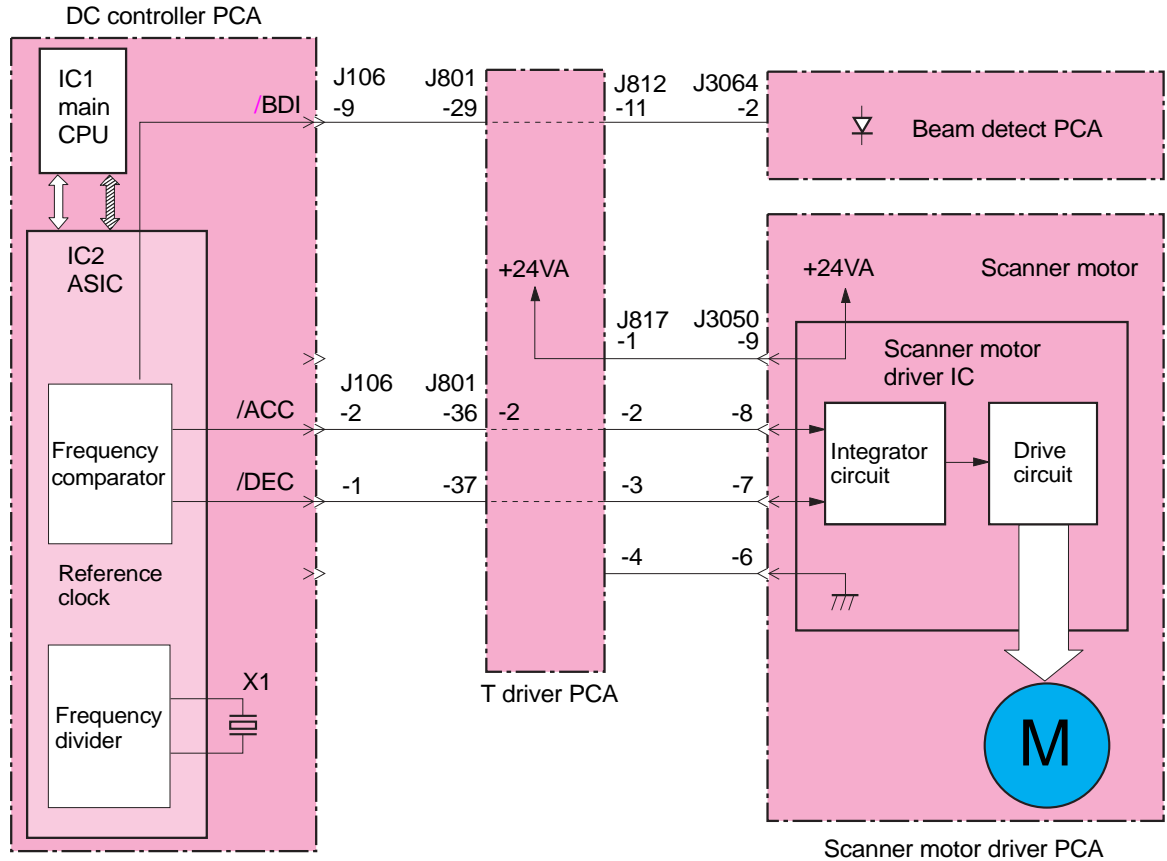 DC controller PCA
IC1
main
CPU
/BDI
J106
-9
J801
-29
J812
-11
J3064
-2
Beam detect PCA
IC2
ASIC
+24VA
+24VA
Scanner motor
J817
-1
J3050
-9
Scanner motor
driver IC
J106
J801
/ACC
-2
-36
-2
-2
-8
Frequency
comparator
Integrator
circuit
Drive
circuit
/DEC
-1
-37
-3
-7
-4
-6
Reference
clock
X1
Frequency
divider
T driver PCA
M
Scanner motor driver PCA